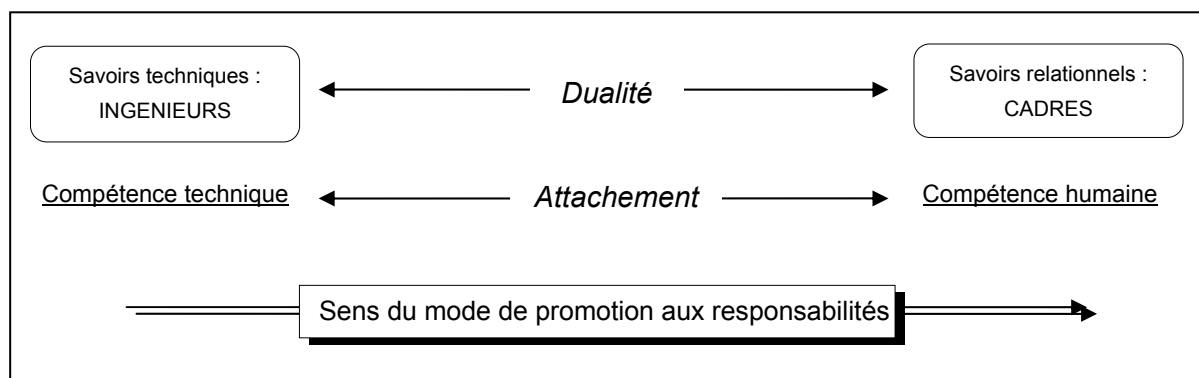 Savoirs techniques :
INGENIEURS
Dualité
Savoirs relationnels :
CADRES
Compétence technique
Attachement
Compétence humaine
Sens du mode de promotion aux responsabilités